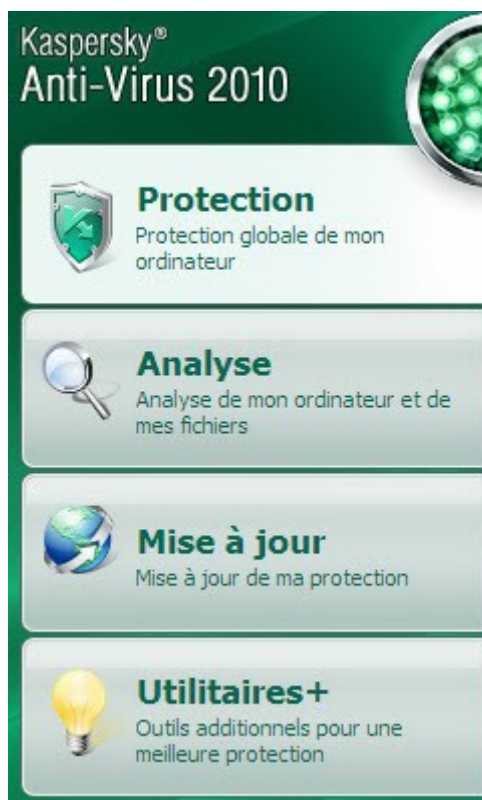 Kaspersky®
Anti-Virus 2010
Protection
Protection globale de mon
ordinateur
Analyse
Analyse de mon ordinateur et de
mes fichiers
Mise à jour
Mise à jour de ma protection
Utilitaires+
Outils additionnels pour une
meilleure protection